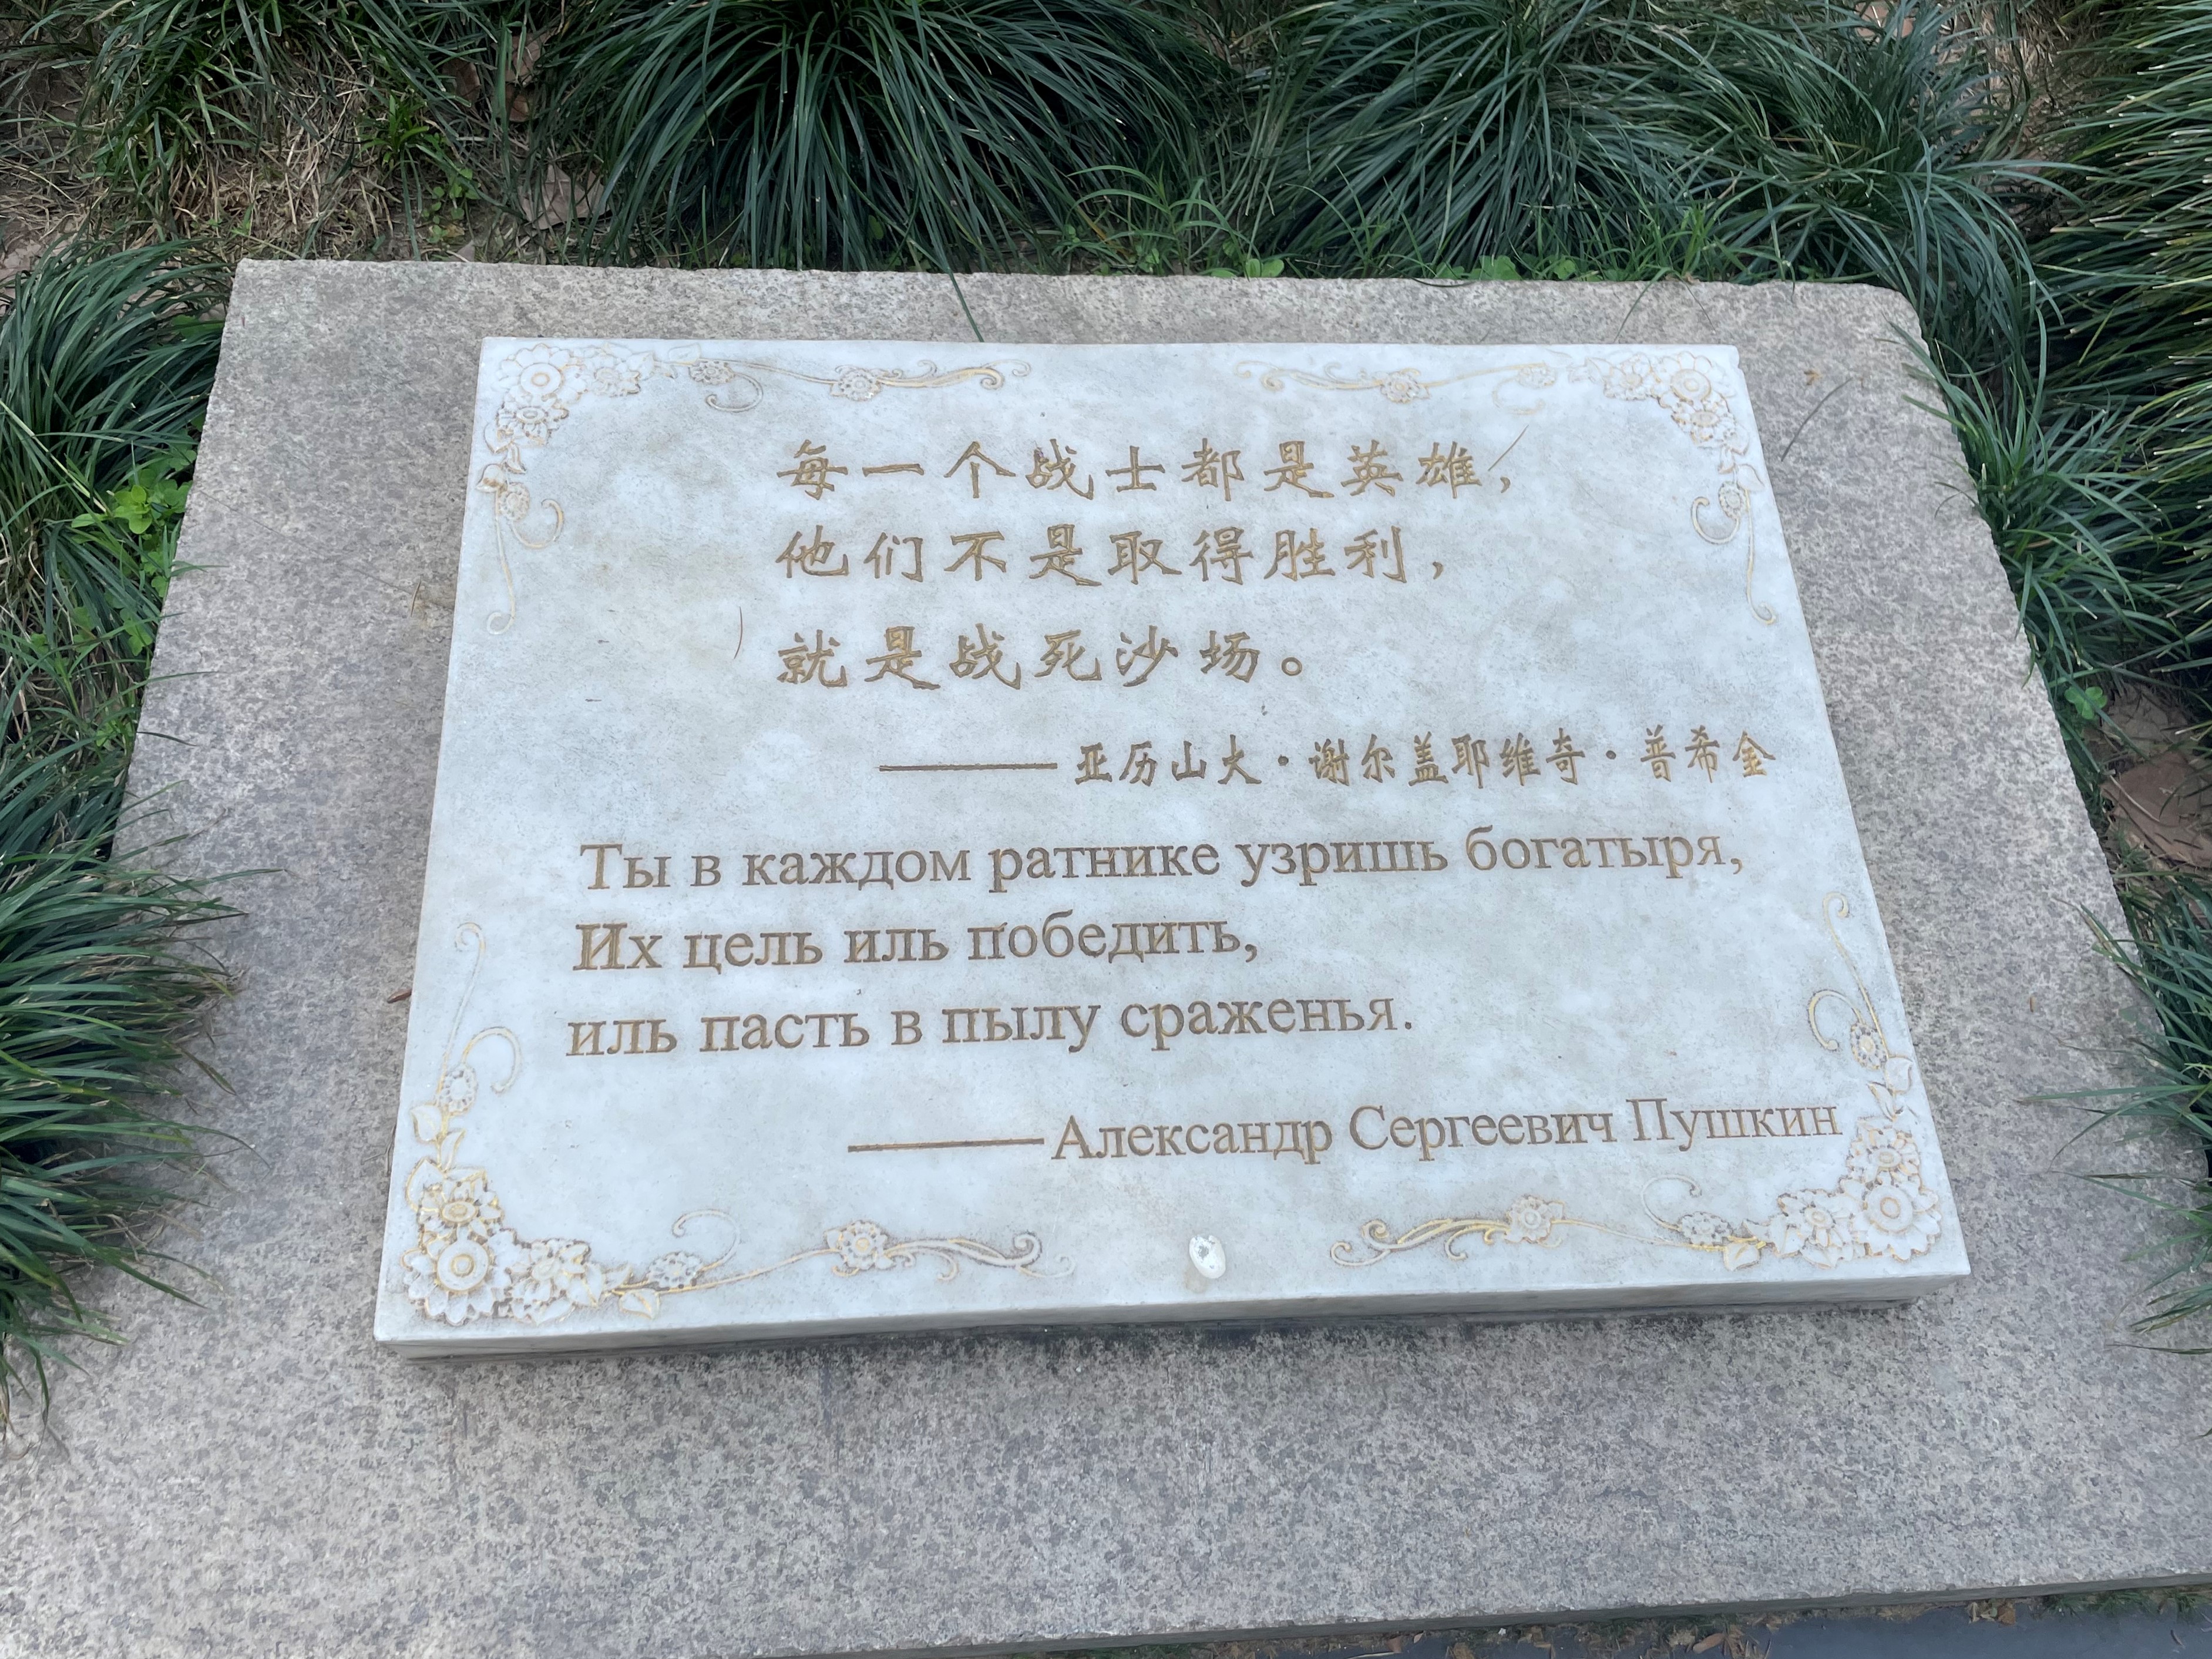 每一个战士都是英雄，
他们不是取得胜利，
就是战死沙场。
——亚历山大·谢尔盖耶维奇·普希金
Ты в каждом ратнике узришь богатыря,
Их цель иль победить,
иль пасть в пылу сраженья.
——Александр Сергеевич Пушкин